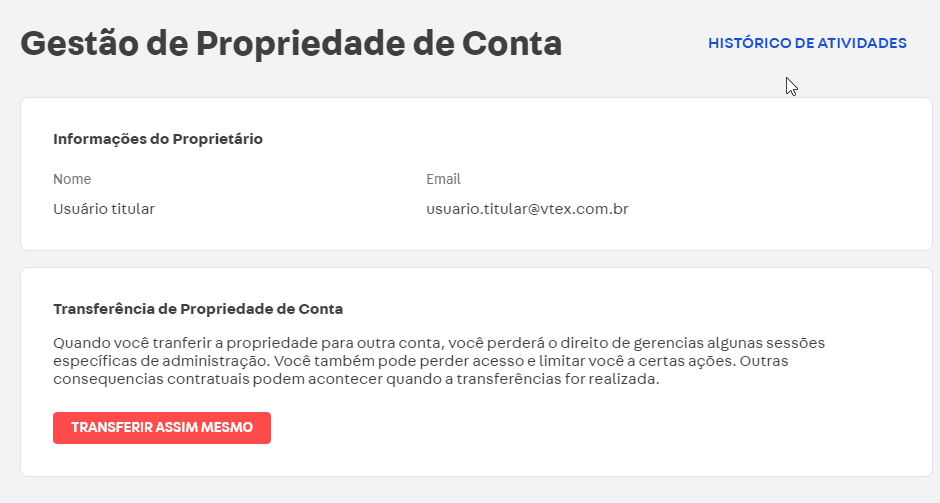 Gestão de Propriedade de Conta
HISTÓRICO DE ATIVIDADES
Informações do Proprietário
Nome
Email
Usuário titular
usuario.titular@vtex.com.br
Transferência de Propriedade de Conta
Quando você tranferir a propriedade para outra conta, você perderá o direito de gerencias algunas sessões
específicas de administração. Você também pode perder acesso e limitar você a certas ações. Outras
consequencias contratuais podem acontecer quando a transferências for realizada.
TRANSFERIR ASSIM MESMO